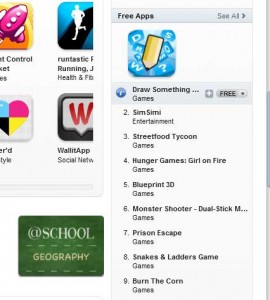 nt Control
ket
nes
runtastic
Running, J
Health & Fit
er'd
style
WallitApp
Social Netw
@SCHOOL
GEOGRAPHY
Free Apps See All >
Draw Something ... FREE
Games
2. SimSimi
Entertainment
3. Streetfood Tycoon
Games
4. Hunger Games: Girl on Fire
Games
5. Blueprint 3D
Games
6. Monster Shooter - Dual-Stick M...
Games
7. Prison Escape
Games
8. Snakes & Ladders Game
Games
9. Burn The Corn
Games